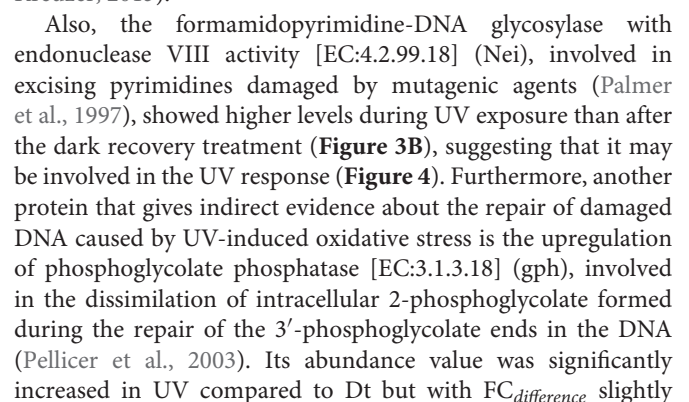 Also, the formamidopyrimidine-DNA glycosylase with
endonuclease VIII activity [EC:4.2.99.18] (Nei), involved in
excising pyrimidines damaged by mutagenic agents (Palmer
et al., 1997), showed higher levels during UV exposure than after
the dark recovery treatment (Figure 3B), suggesting that it may
be involved in the UV response (Figure 4). Furthermore, another
protein that gives indirect evidence about the repair of damaged
DNA caused by UV-induced oxidative stress is the upregulation
of phosphoglycolate phosphatase [EC:3.1.3.18] (gph), involved
in the dissimilation of intracellular 2-phosphoglycolate formed
during the repair of the 3′-phosphoglycolate ends in the DNA
(Pellicer et al., 2003). Its abundance value was significantly
increased in UV compared to Dt but with FCdifference slightly